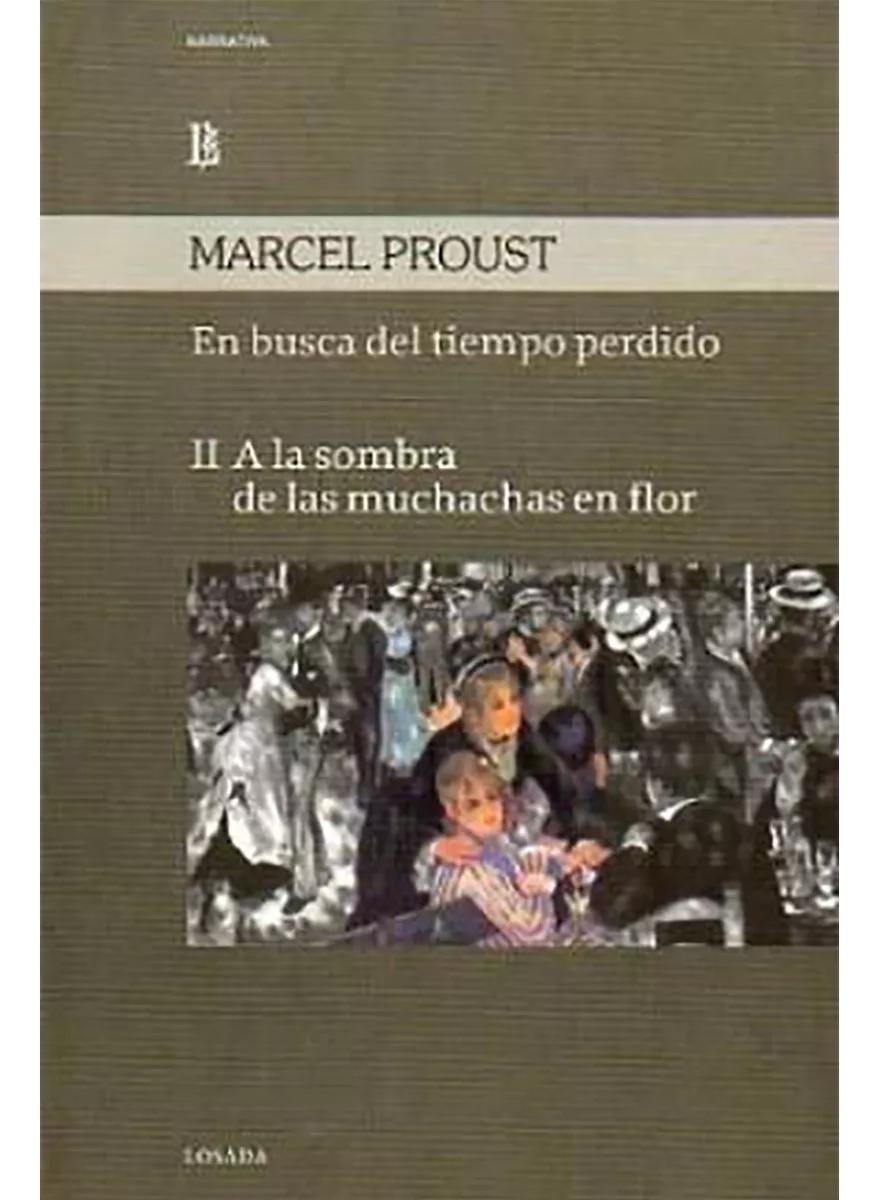 NARRATIVA
MARCEL PROUST
En busca del tiempo perdido
II A la sombra
de las muchachas en flor
LOSADA